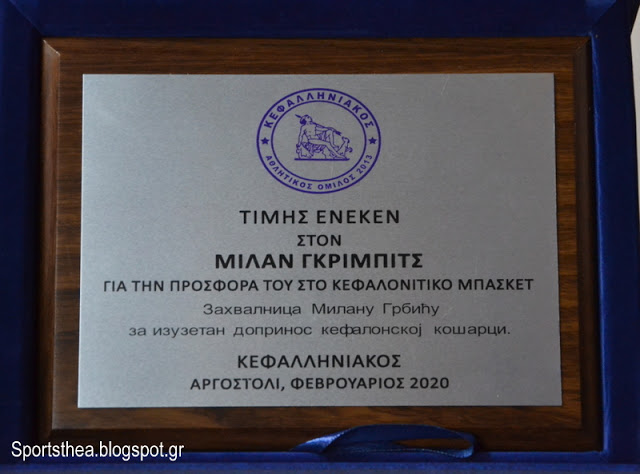 ΚΕΦΑΛΛΗΝΙΑΚΟΣ
ΑΘΛΗΤΙΚΟΣ ΟΜΙΛΟΣ 2013
ΤΙΜΗΣ ΕΝΕΚΕΝ
ΣΤΟΝ
ΜΙΛΑΝ ΓΚΡΙΜΠΙΤΣ
ΓΙΑ ΤΗΝ ΠΡΟΣΦΟΡΑ ΤΟΥ ΣΤΟ ΚΕΦΑΛΟΝΙΤΙΚΟ ΜΠΑΣΚΕΤ
Захвалница Милану Грбићу
за изузетан допринос кефалонској кошарци.
ΚΕΦΑΛΛΗΝΙΑΚΟΣ
ΑΡΓΟΣΤΟΛΙ, ΦΕΒΡΟΥΑΡΙΟΣ 2020
Sportsthea.blogspot.gr